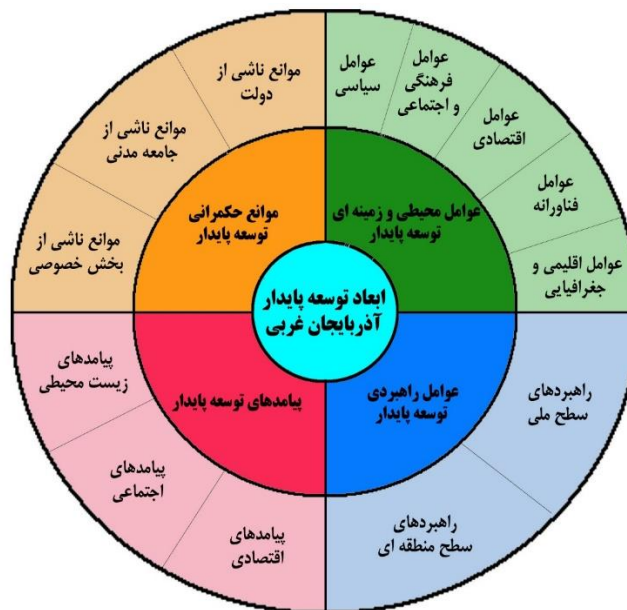 عوامل
سیاسی
عوامل
فرهنگی
و اجتماعی
عوامل
اقتصادی
عوامل
فناورانه
عوامل اقلیمی و
جغرافیایی
موانع ناشی از
دولت
موانع ناشی از
جامعه مدنی
موانع ناشی از
بخش خصوصی
عوامل محیطی و زمینه ای
توسعه پایدار
موانع حکمرانی
توسعه پایدار
ابعاد توسعه پایدار
آذربایجان غربی
عوامل راهبردی
توسعه پایدار
پیامدهای توسعه پایدار
راهبردهای
سطح ملی
راهبردهای
سطح منطقه ای
پیامدهای
زیست محیطی
پیامدهای
اجتماعی
پیامدهای
اقتصادی